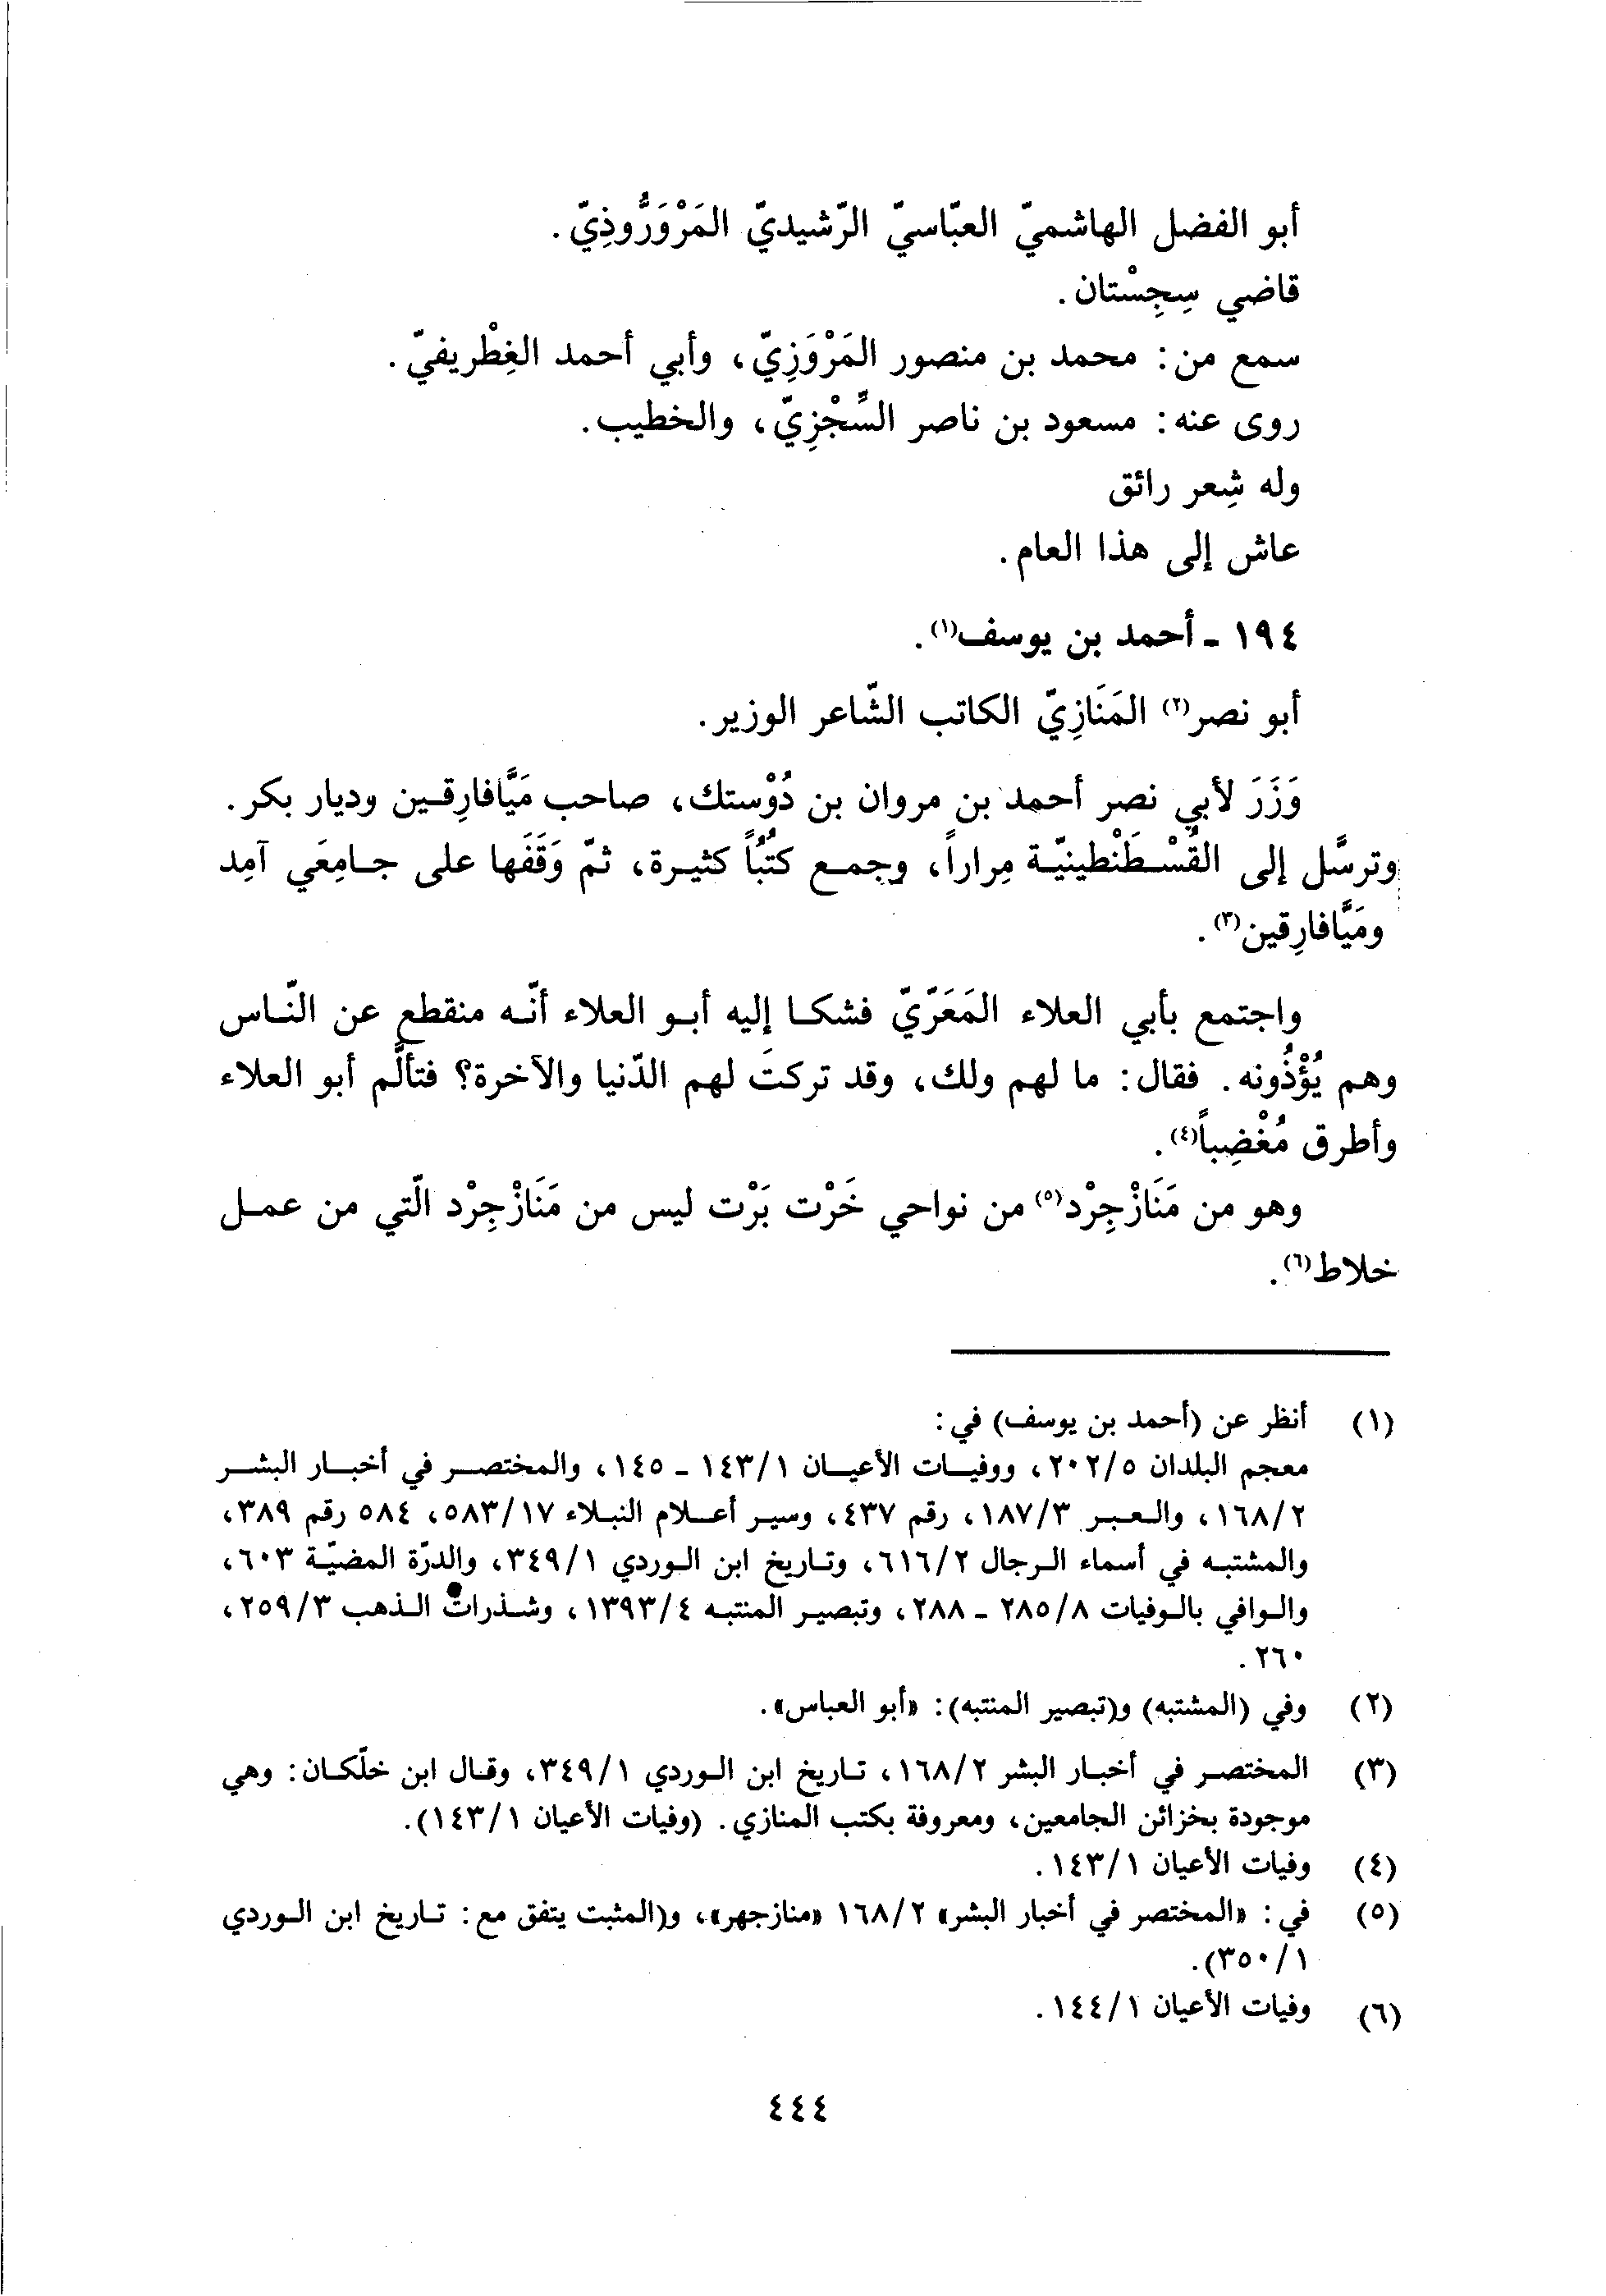 أبو الفضل الهاشميّ العبّاسيّ الرّشيديّ المَرْوَرُّوذِيّ.
قاضي سِجِسْتان.
سمع من: محمد بن منصور المَرْوَزِيّ، وأبي أحمد الغِطْريفيّ.
روى عنه: مسعود بن ناصر السِّجْزِيّ، والخطيب.
وله شِعر رائق
عاش إلى هذا العام.
١٩٤ - أحمد بن يوسف(١).
أبو نصر(٢) المَنَازِيّ الكاتب الشّاعر الوزير.
وَزَرَ لأبي نصر أحمد بن مروان بن دُوْستك، صاحب مَيَّافارِقين وديار بكر.
وترسَّل إلى القُسْطَنْطينيّة مِراراً، وجمع كتُبُاً كثيرة، ثمّ وَقَفَها على جامِعَي آمِد
ومَيَّافارِقين(٣).
واجتمع بأبي العلاء المَعَرّيّ فشكا إليه أبو العلاء أنّه منقطع عن النّاس
وهم يُؤْذُونه. فقال: ما لهم ولك، وقد تركتَ لهم الدّنيا والآخرة؟ فتألَّم أبو العلاء
وأطرق مُغْضِباً(٤).
وهو من مَنَازْجِرْد(٥) من نواحي خَرْت بَرْت ليس من مَنَازْجِرْد الّتي من عمل
خلاط(٦).
(١) أنظر عن (أحمد بن يوسف) في:
معجم البلدان ٢٠٢/٥، ووفيات الأعيان ١٤٣/١ - ١٤٥، والمختصر في أخبار البشر
١٦٨/٢، والعبر ١٨٧/٣، رقم ٤٣٧، وسير أعلام النبلاء ٥٨٣/١٧، ٥٨٤ رقم ٣٨٩،
والمشتبه في أسماء الرجال ٦١٦/٢، وتاريخ ابن الوردي ٣٤٩/١، والدرّة المضيّة ٦٠٣،
والوافي بالوفيات ٢٨٥/٨ - ٢٨٨، وتبصير المنتبه ١٣٩٣/٤، وشذرات الذهب ٢٥٩/٣،
٢٦٠.
(٢) وفي (المشتبه) و(تبصير المنتبه): «أبو العباس».
(٣) المختصر في أخبار البشر ١٦٨/٢، تاريخ ابن الوردي ٣٤٩/١، وقال ابن خلّكان: وهي
موجودة بخزائن الجامعين، ومعروفة بكتب المنازي. (وفيات الأعيان ١٤٣/١).
(٤) وفيات الأعيان ١٤٣/١.
(٥) في: «المختصر في أخبار البشر» ١٦٨/٢ «منازجهر»، و(المثبت يتفق مع: تاريخ ابن الوردي
٣٥٠/١).
(٦) وفيات الأعيان ١٤٤/١.
٤٤٤